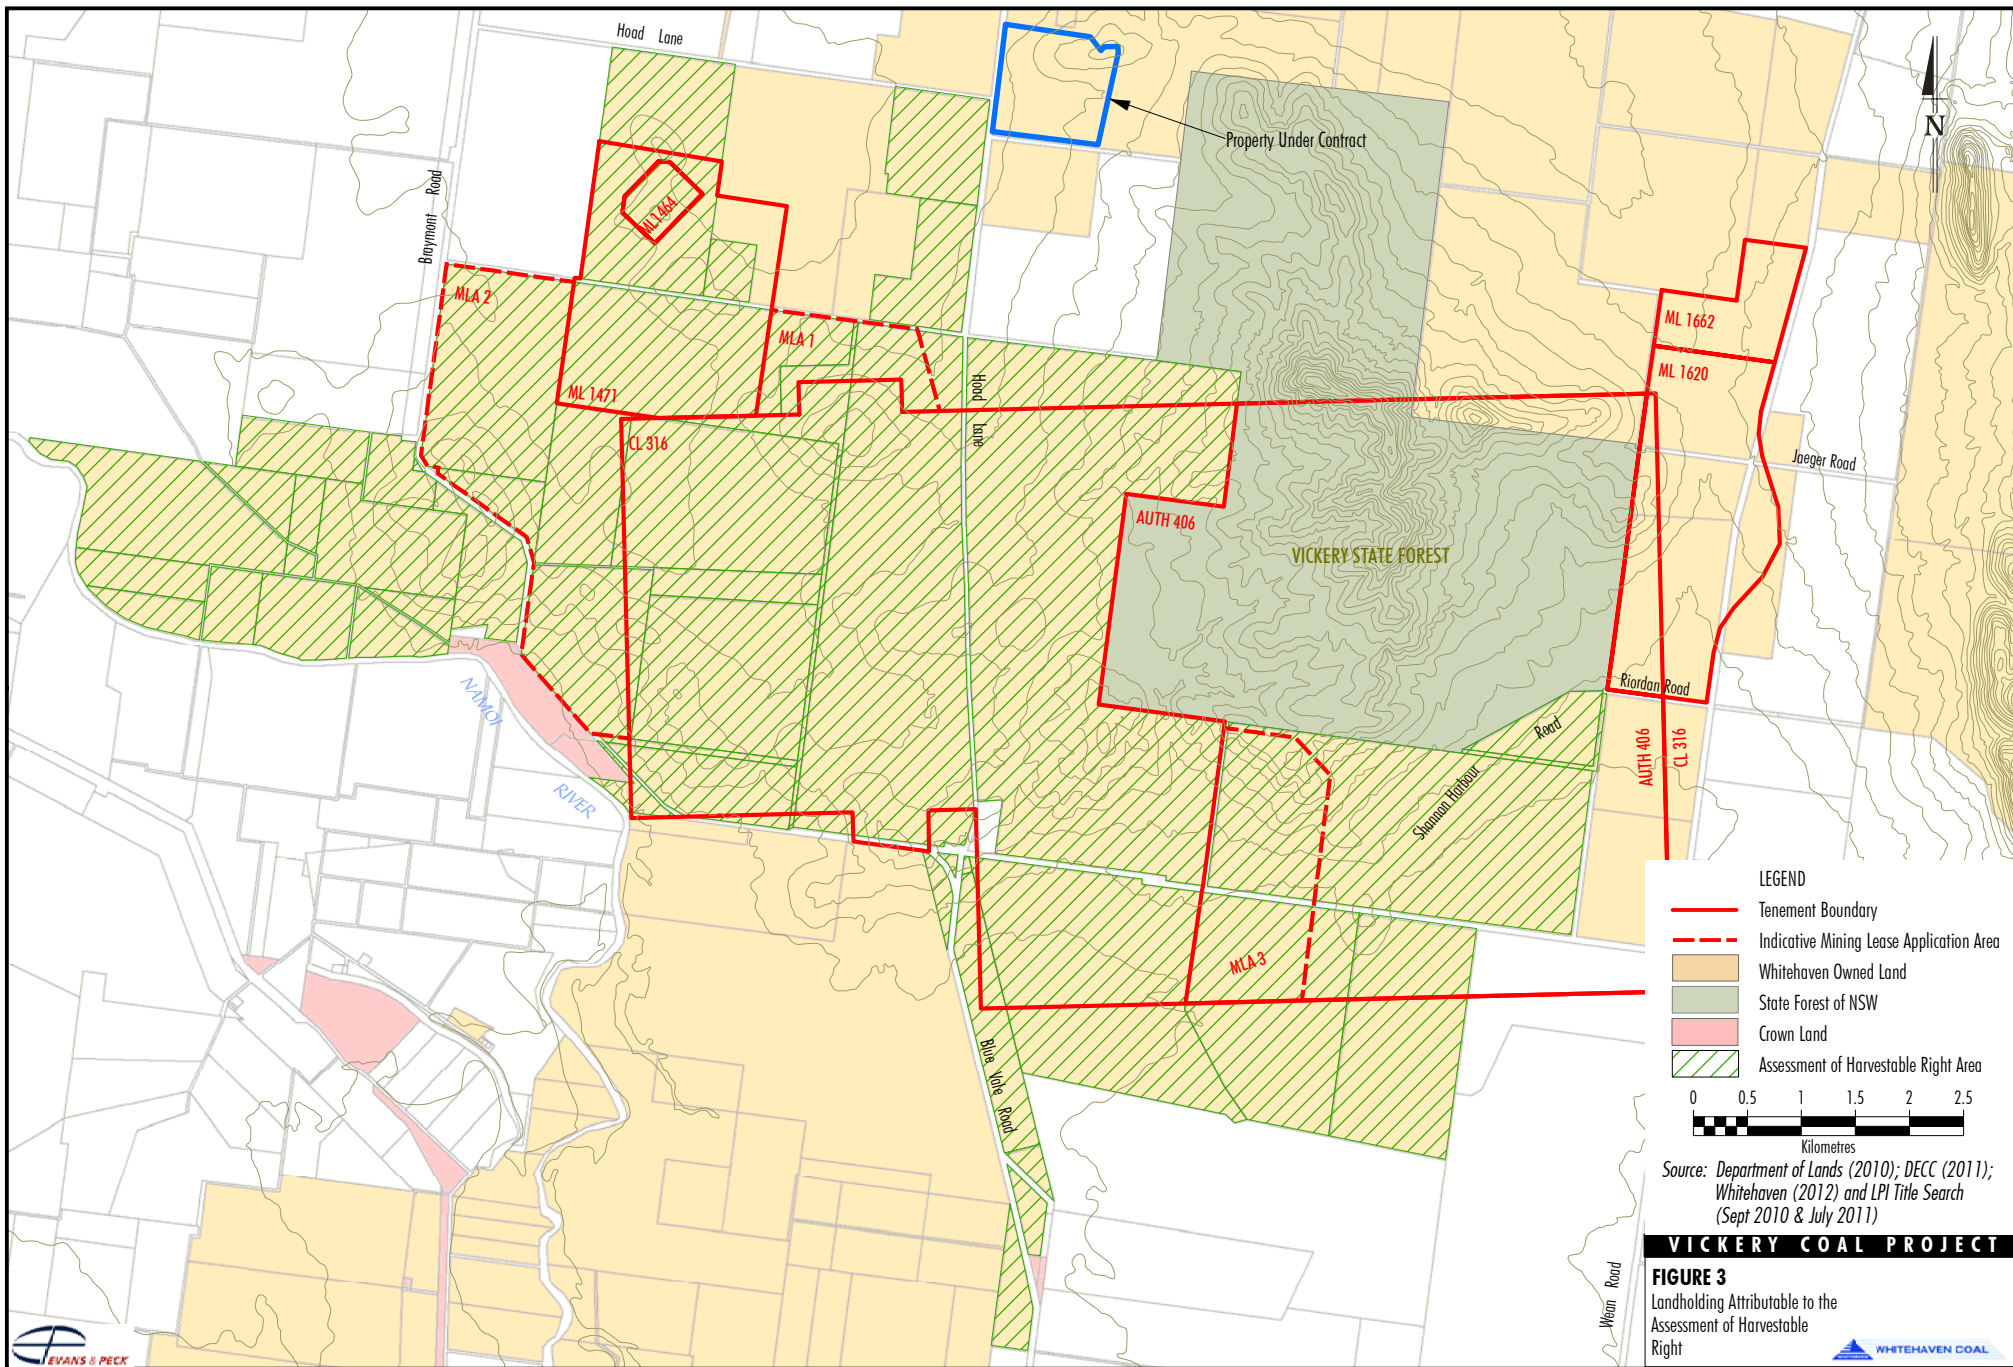 Hoad Lane
Property Under Contract
N
Braymont Road
ML1464
MLA 2
MLA 1
ML 1662
ML 1620
ML 1471
Hoad Lane
CL 316
Jaeger Road
AUTH 406
VICKERY STATE FOREST
Riordan Road
NAMOI
RIVER
Road
Shannon Harbour
AUTH 406
CL 316
MLA 3
Blue Vale Road
Wean Road
LEGEND
Tenement Boundary
Indicative Mining Lease Application Area
Whitehaven Owned Land
State Forest of NSW
Crown Land
Assessment of Harvestable Right Area
0 0.5 1 1.5 2 2.5
Kilometres
Source: Department of Lands (2010); DECC (2011);
Whitehaven (2012) and LPI Title Search
(Sept 2010 & July 2011)
VICKERY COAL PROJECT
FIGURE 3
Landholding Attributable to the
Assessment of Harvestable
Right
WHITEHAVEN COAL
EVANS & PECK